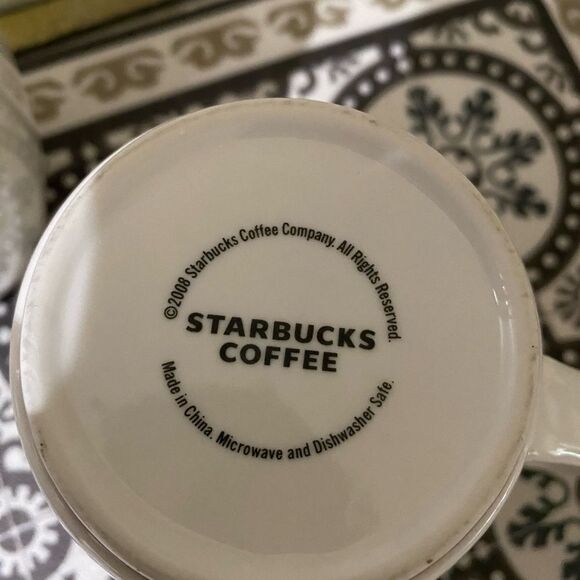 ©2008 Starbucks Coffee Company. All Rights Reserved.
STARBUCKS
COFFEE
Made in China. Microwave and Dishwasher Safe.